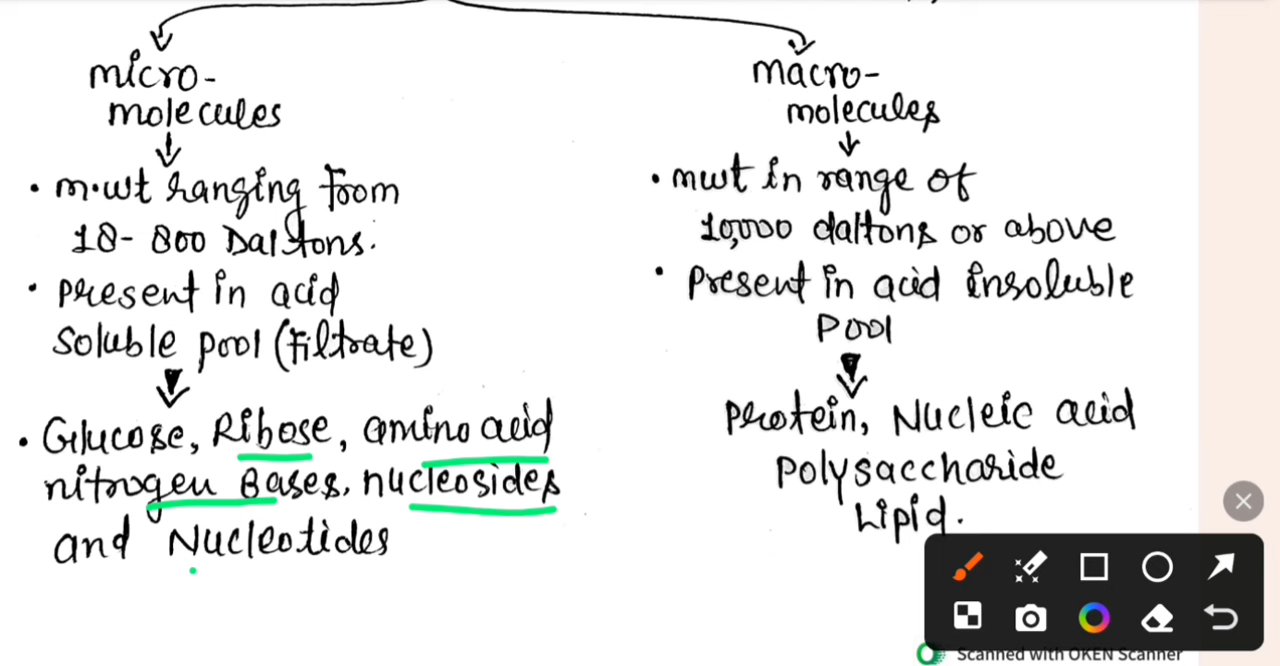 micro-
molecules
• m.wt ranging from
18- 800 Daltons.
• present in acid
soluble pool (filtrate)
• Glucose, Ribose, amino acid
nitrogen Bases, nucleosides
and Nucleotides
macro-
molecules
• mwt in range of
10,000 daltons or above
• present in acid insoluble
Pool
protein, Nucleic acid
polysaccharide
Lipid.
Scanned with OKEN Scanner